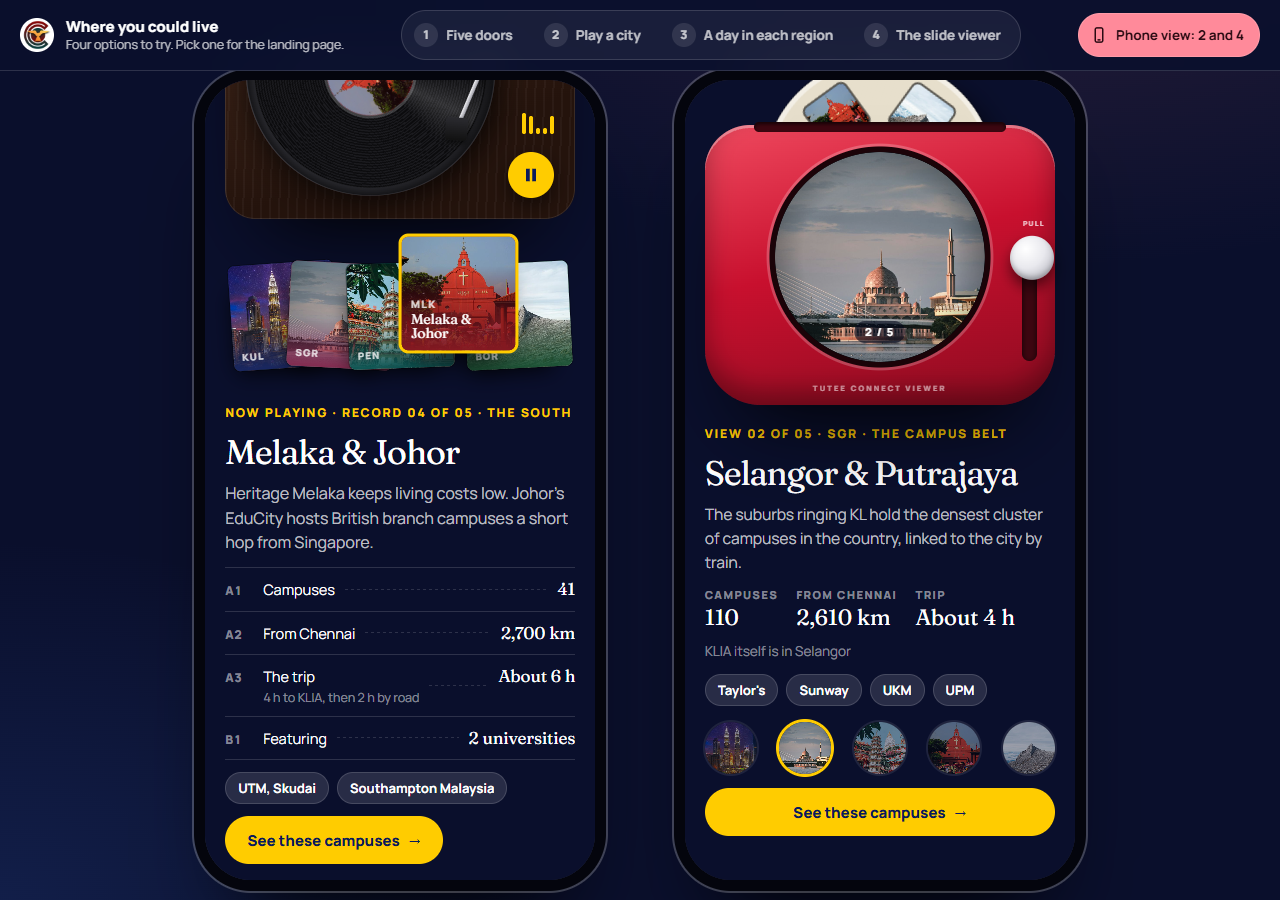 Where you could live
Four options to try. Pick one for the landing page.
1 Five doors
2 Play a city
3 A day in each region
4 The slide viewer
Phone view: 2 and 4
KUL
SGR
PEN
MLK
Melaka &
Johor
BOR
NOW PLAYING · RECORD 04 OF 05 · THE SOUTH
Melaka & Johor
Heritage Melaka keeps living costs low. Johor's
EduCity hosts British branch campuses a short
hop from Singapore.
A1 Campuses 41
A2 From Chennai 2,700 km
A3 The trip About 6 h
4 h to KLIA, then 2 h by road
B1 Featuring 2 universities
UTM, Skudai
Southampton Malaysia
See these campuses →
PULL
2 / 5
TUTEE CONNECT VIEWER
VIEW 02 OF 05 · SGR · THE CAMPUS BELT
Selangor & Putrajaya
The suburbs ringing KL hold the densest cluster
of campuses in the country, linked to the city by
train.
CAMPUSES FROM CHENNAI TRIP
110 2,610 km About 4 h
KLIA itself is in Selangor
Taylor's
Sunway
UKM
UPM
See these campuses →